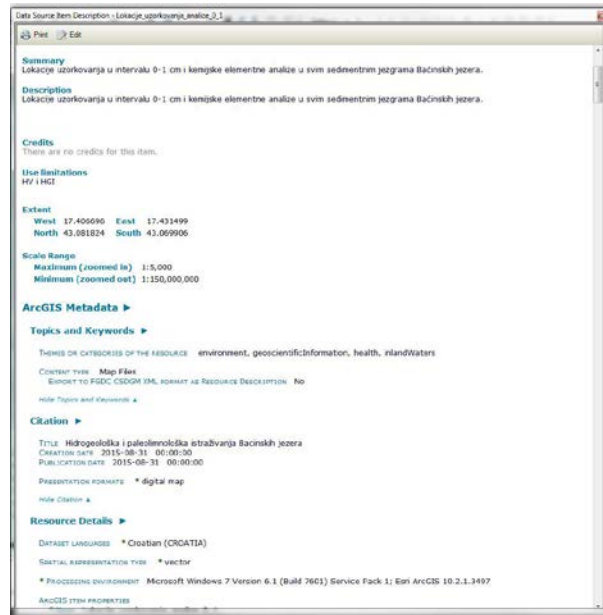 Data Source Item Description - Lokacije_uzorkovanja_analize_0_1
Print Edit
Summary
Lokacije uzorkovanja u intervalu 0-1 cm i kemijske elementne analize u svim sedimentnim jezgrama Baćinskih jezera.
Description
Lokacije uzorkovanja u intervalu 0-1 cm i kemijske elementne analize u svim sedimentnim jezgrama Baćinskih jezera.
Credits
There are no credits for this item.
Use limitations
HV i HGI
Extent
West 17.406696 East 17.431499
North 43.081824 South 43.069906
Scale Range
Maximum (zoomed in) 1:5,000
Minimum (zoomed out) 1:150,000,000
ArcGIS Metadata ►
Topics and Keywords ►
THEMES OR CATEGORIES OF THE RESOURCE environment, geoscientificInformation, health, inlandWaters
CONTENT TYPE Map Files
EXPORT TO FGDC CSDGM XML FORMAT AS RESOURCE DESCRIPTION No
Hide Topics and Keywords ▲
Citation ►
TITLE Hidrogeološka i paleolimnološka istraživanja Bacinskih jezera
CREATION DATE 2015-08-31 00:00:00
PUBLICATION DATE 2015-08-31 00:00:00
PRESENTATION FORMATS * digital map
Hide Citation ▲
Resource Details ►
DATASET LANGUAGES * Croatian (CROATIA)
SPATIAL REPRESENTATION TYPE * vector
* PROCESSING ENVIRONMENT Microsoft Windows 7 Version 6.1 (Build 7601) Service Pack 1; Esri ArcGIS 10.2.1.3497
ARCGIS ITEM PROPERTIES